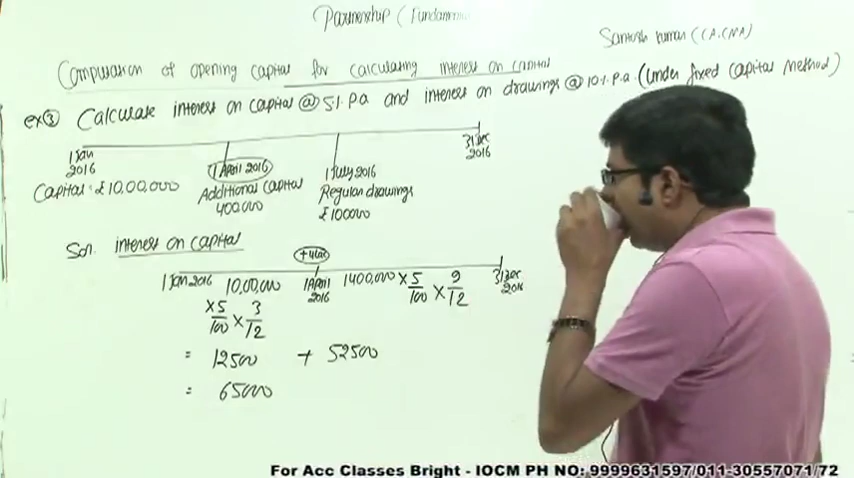 Partnership (Fundamen
Santosh Kumar (CA, CMA)
Computation of opening capital for calculating interest on capital
ex③ Calculate interest on capital @ 5% p.a and interest on drawings @ 10% p.a (under fixed capital method)
1 Jan 2016
1 April 2016
1 July 2016
31 Dec 2016
Capital = ₹ 10,00,000
Additional capital 400,000
Regular drawings ₹ 100000
Sol. interest on capital
+4lac
1 Jan 2016 10,00,000 1 April 2016 1400,000 × 5/100 × 9/12 31 Dec 2016
× 5/100 × 3/12
= 12500 + 52500
= 65000
For Acc Classes Bright - IOCM PH NO: 9999631597/011-30557071/72